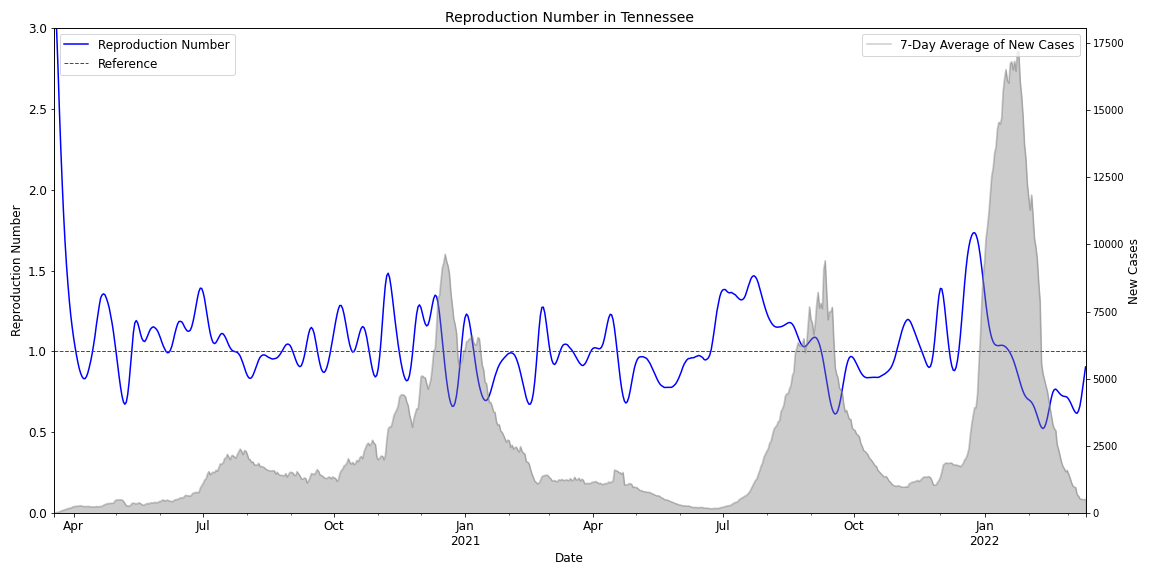 Reproduction Number in Tennessee
Reproduction Number
Reference
7-Day Average of New Cases
3.0
2.5
2.0
1.5
1.0
0.5
0.0
Reproduction Number
17500
15000
12500
10000
7500
5000
2500
0
New Cases
Apr
Jul
Oct
Jan
2021
Apr
Jul
Oct
Jan
2022
Date